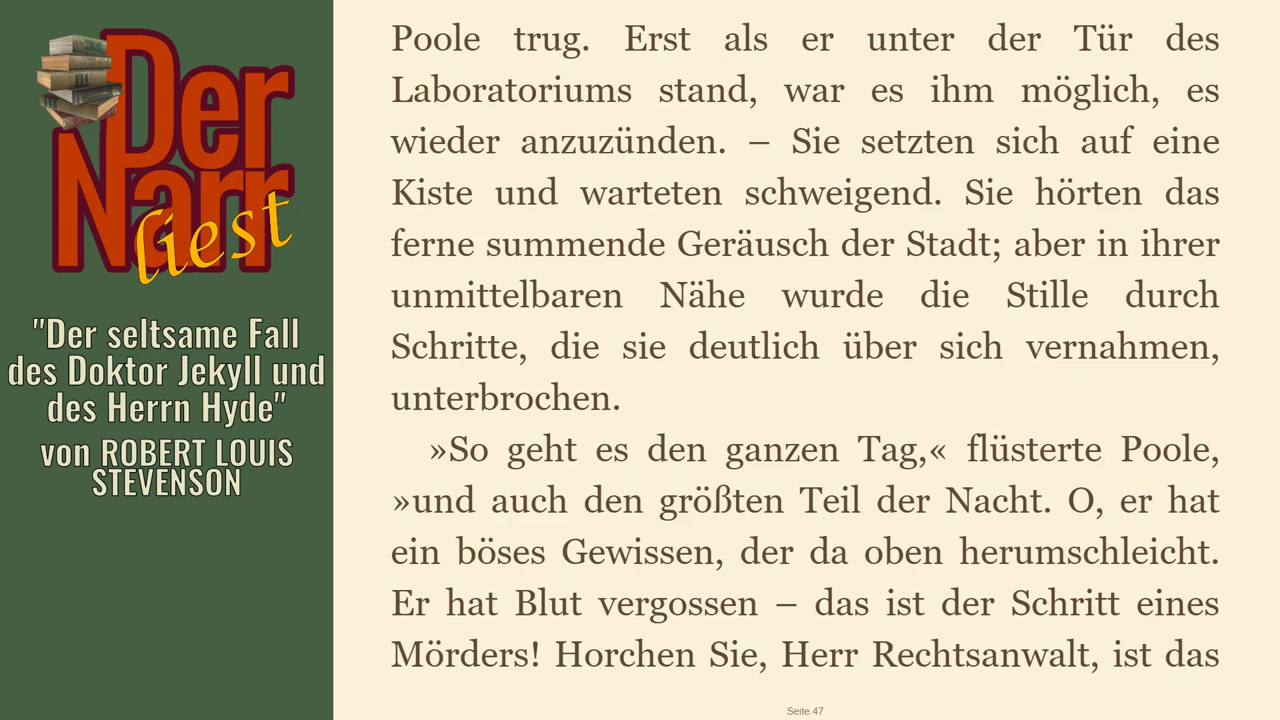 Der
Narr
liest
"Der seltsame Fall
des Doktor Jekyll und
des Herrn Hyde"
von ROBERT LOUIS
STEVENSON
Poole trug. Erst als er unter der Tür des
Laboratoriums stand, war es ihm möglich, es
wieder anzuzünden. – Sie setzten sich auf eine
Kiste und warteten schweigend. Sie hörten das
ferne summende Geräusch der Stadt; aber in ihrer
unmittelbaren Nähe wurde die Stille durch
Schritte, die sie deutlich über sich vernahmen,
unterbrochen.
»So geht es den ganzen Tag,« flüsterte Poole,
»und auch den größten Teil der Nacht. O, er hat
ein böses Gewissen, der da oben herumschleicht.
Er hat Blut vergossen – das ist der Schritt eines
Mörders! Horchen Sie, Herr Rechtsanwalt, ist das
Seite 47